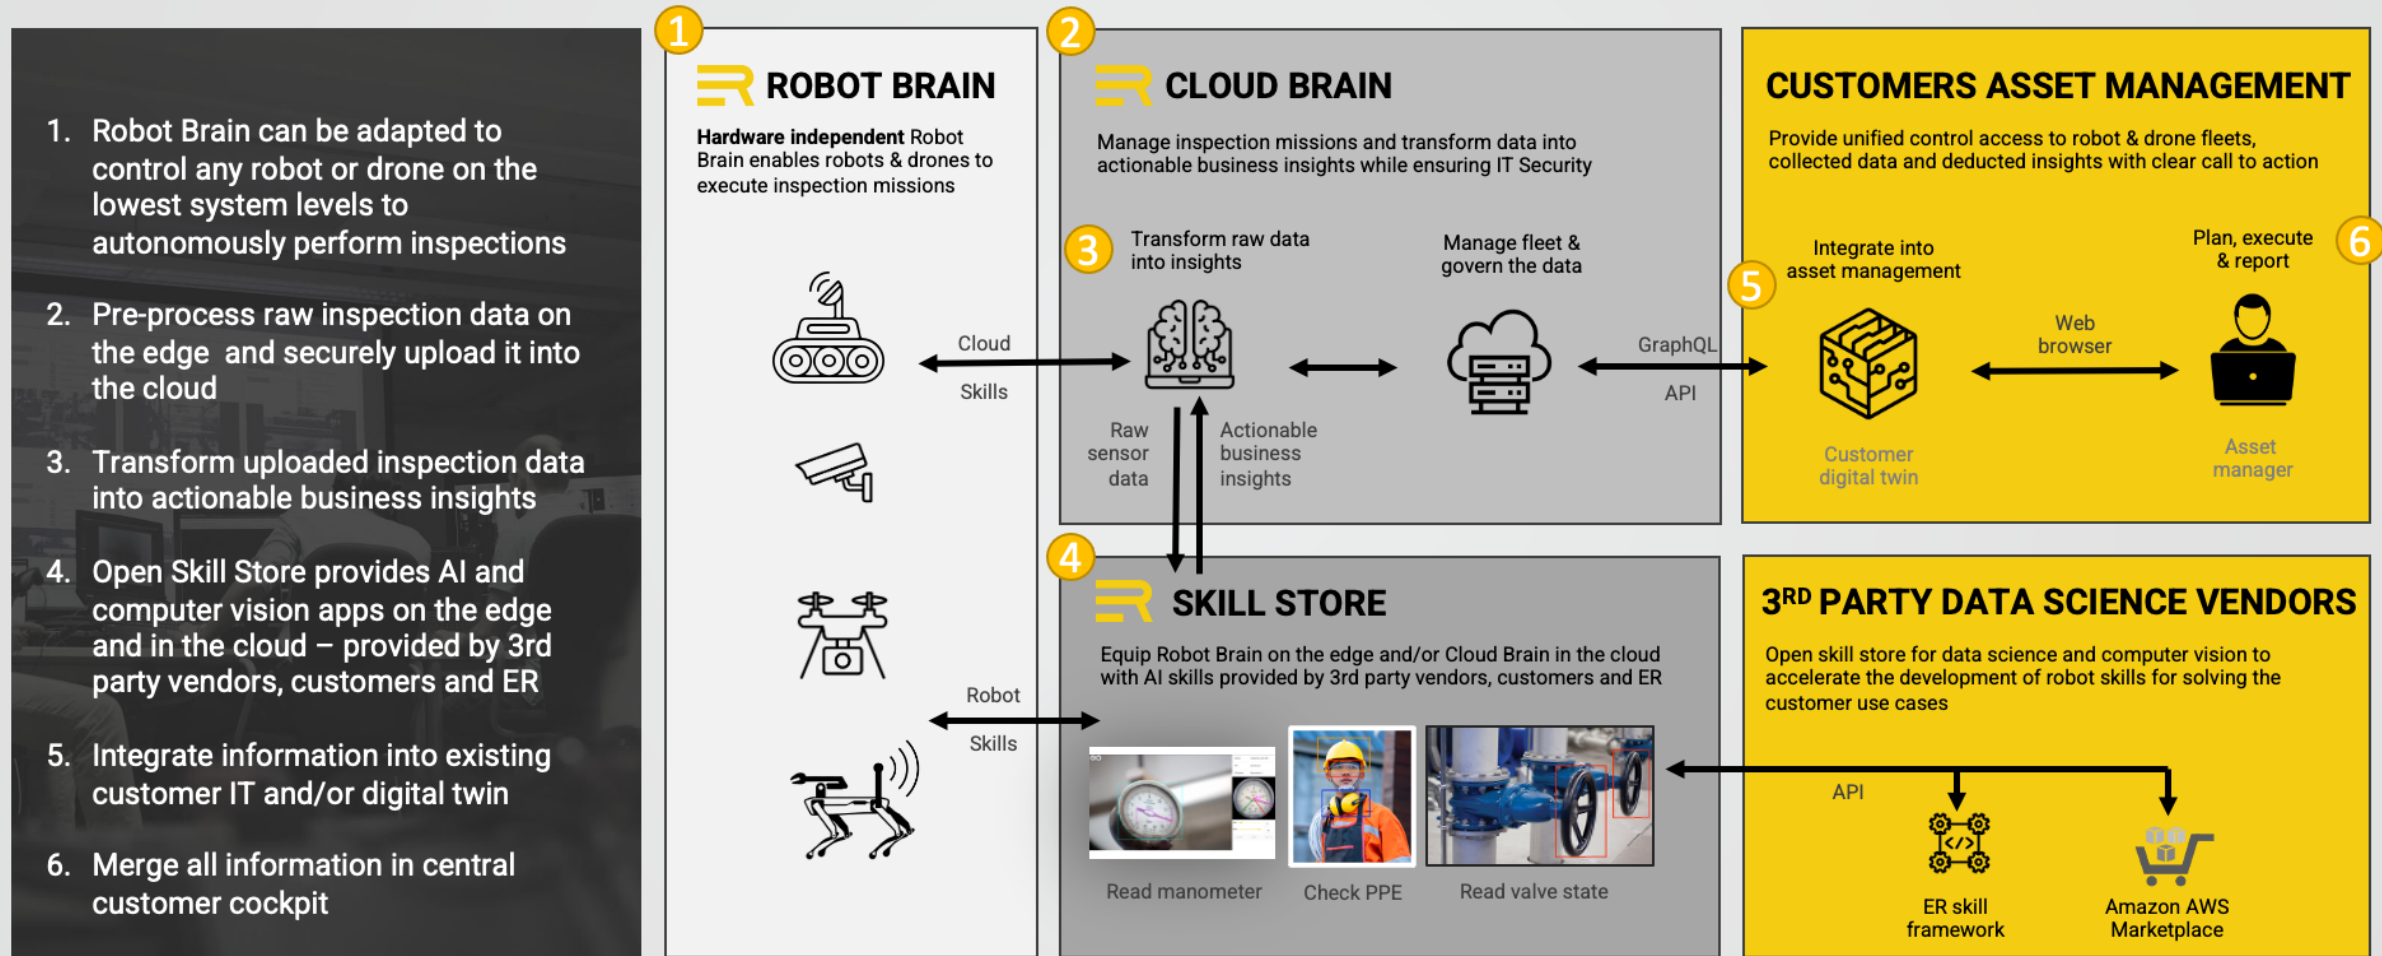 1. Robot Brain can be adapted to
control any robot or drone on the
lowest system levels to
autonomously perform inspections
2. Pre-process raw inspection data on
the edge and securely upload it into
the cloud
3. Transform uploaded inspection data
into actionable business insights
4. Open Skill Store provides AI and
computer vision apps on the edge
and in the cloud – provided by 3rd
party vendors, customers and ER
5. Integrate information into existing
customer IT and/or digital twin
6. Merge all information in central
customer cockpit
1
ER ROBOT BRAIN
Hardware independent Robot
Brain enables robots & drones to
execute inspection missions
Cloud
Skills
Robot
Skills
2
ER CLOUD BRAIN
Manage inspection missions and transform data into
actionable business insights while ensuring IT Security
3
Transform raw data
into insights
Manage fleet &
govern the data
Raw
sensor
data
Actionable
business
insights
GraphQL
API
CUSTOMERS ASSET MANAGEMENT
Provide unified control access to robot & drone fleets,
collected data and deducted insights with clear call to action
5
Integrate into
asset management
Customer
digital twin
Web
browser
Plan, execute
& report
6
Asset
manager
4
ER SKILL STORE
Equip Robot Brain on the edge and/or Cloud Brain in the cloud
with AI skills provided by 3rd party vendors, customers and ER
Read manometer
Check PPE
Read valve state
3RD PARTY DATA SCIENCE VENDORS
Open skill store for data science and computer vision to
accelerate the development of robot skills for solving the
customer use cases
API
</>
ER skill
framework
Amazon AWS
Marketplace